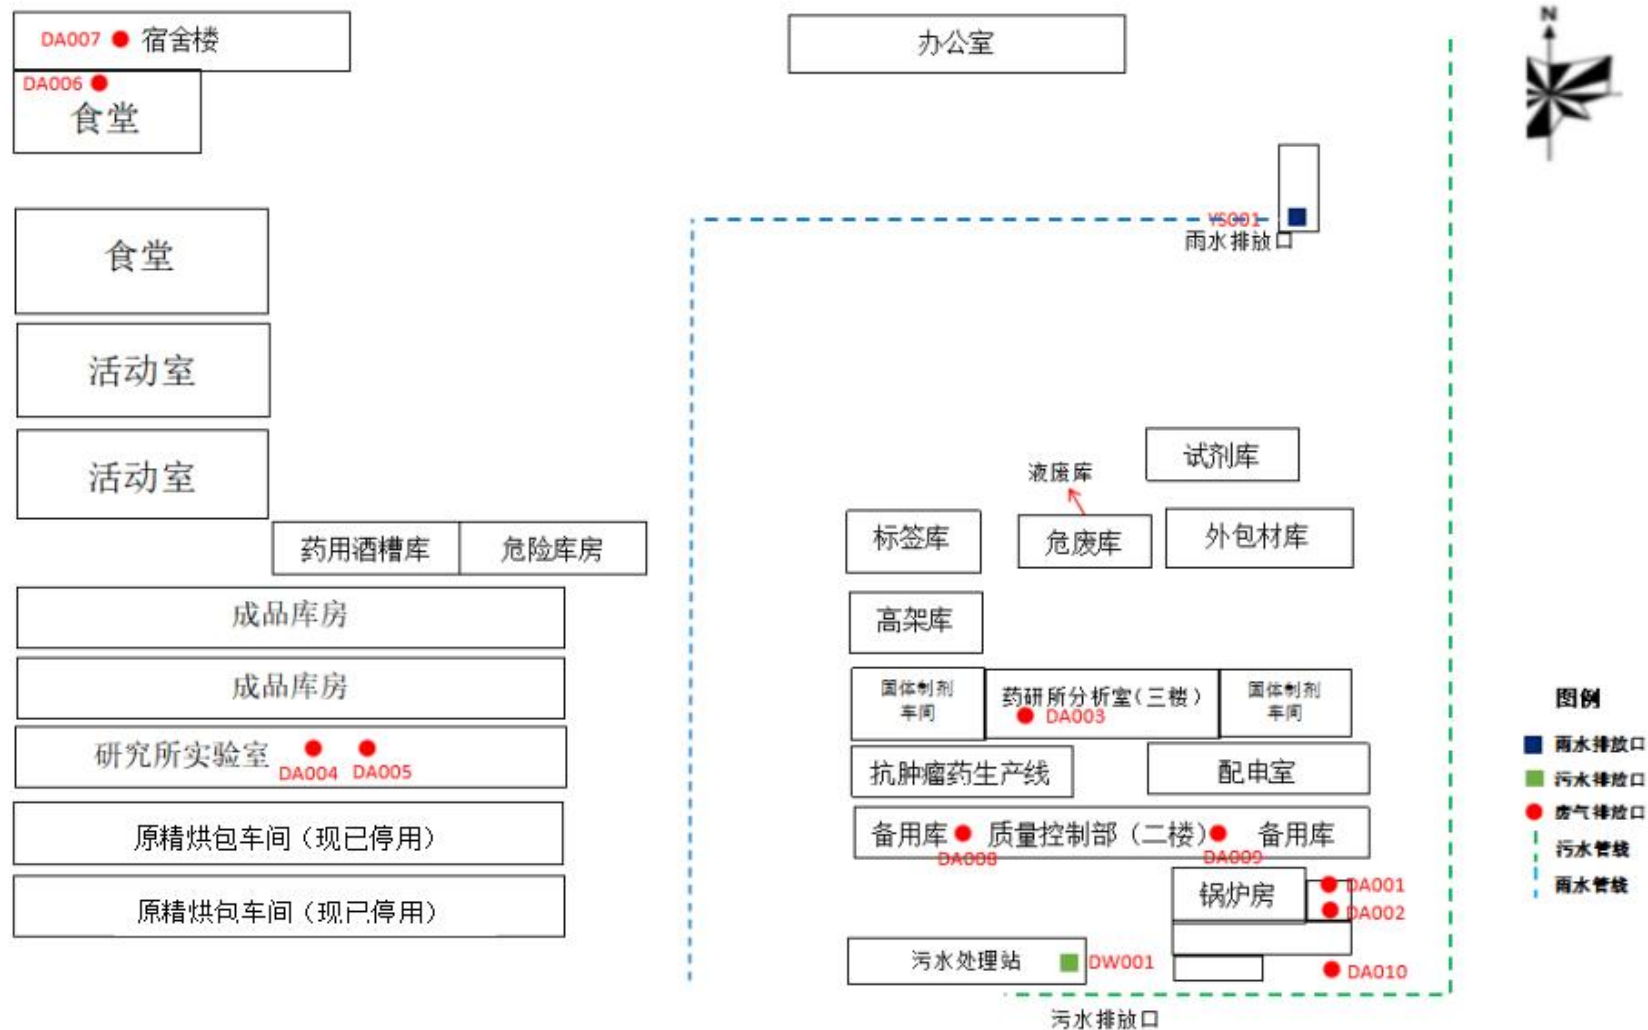 DA007 宿舍楼
DA006
食堂
办公室
N
YS001
雨水排放口
食堂
活动室
活动室
药用酒糟库
危险库房
成品库房
成品库房
研究所实验室
DA004
DA005
原精烘包车间（现已停用）
原精烘包车间（现已停用）
试剂库
液废库
标签库
危废库
外包材库
高架库
固体制剂
车间
药研所分析室（三楼）
DA003
固体制剂
车间
抗肿瘤药生产线
配电室
备用库
质量控制部（二楼）
备用库
DA008
DA009
锅炉房
DA001
DA002
污水处理站
DW001
DA010
污水排放口
图例
雨水排放口
污水排放口
废气排放口
污水管线
雨水管线